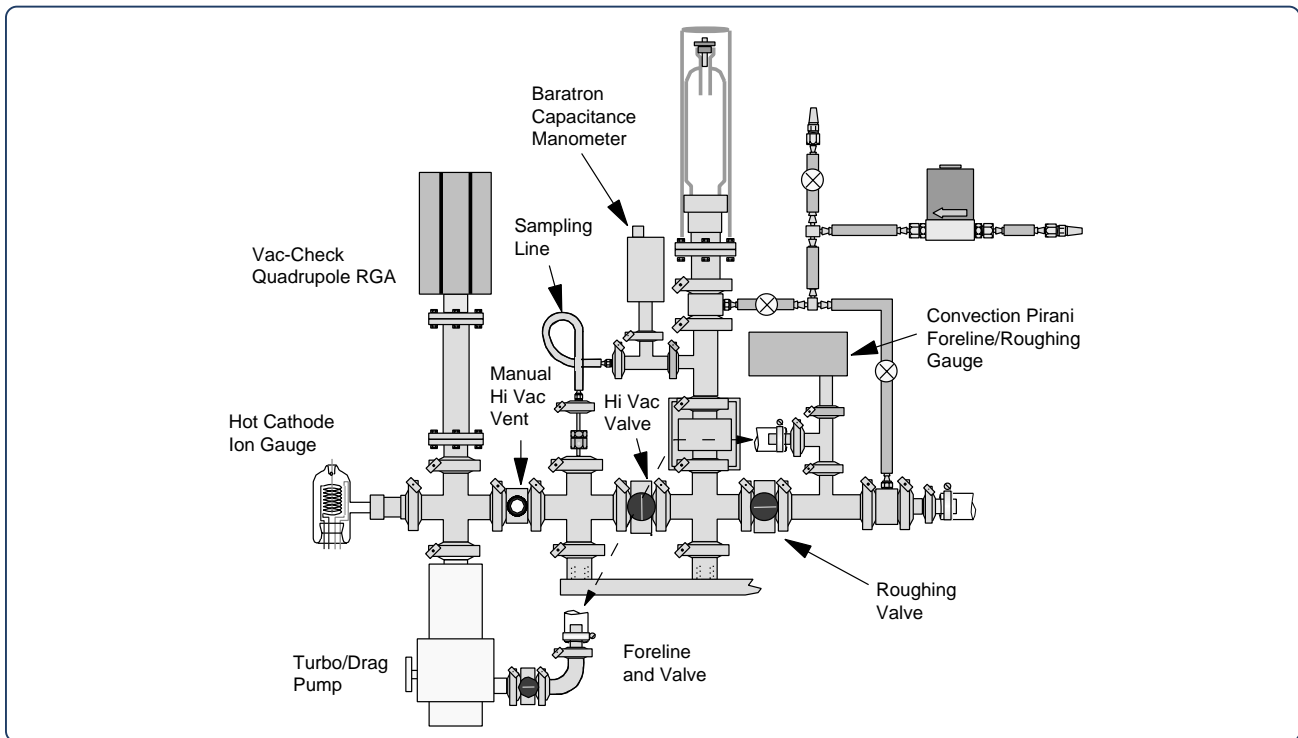 Baratron
Capacitance
Manometer
Sampling
Line
Vac-Check
Quadrupole RGA
Convection Pirani
Foreline/Roughing
Gauge
Manual
Hi Vac
Vent
Hi Vac
Valve
Hot Cathode
Ion Gauge
Roughing
Valve
Foreline
and Valve
Turbo/Drag
Pump